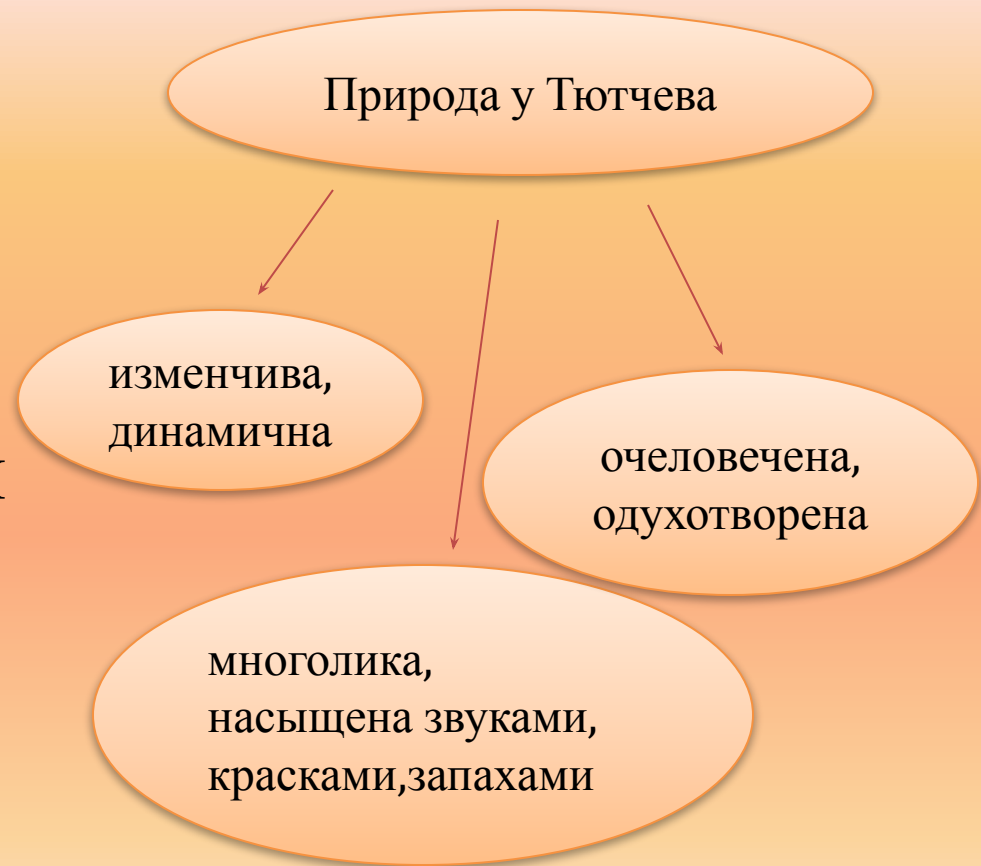 Природа у Тютчева
изменчива,
динамична
очеловечена,
одухотворена
многолика,
насыщена звуками,
красками,запахами